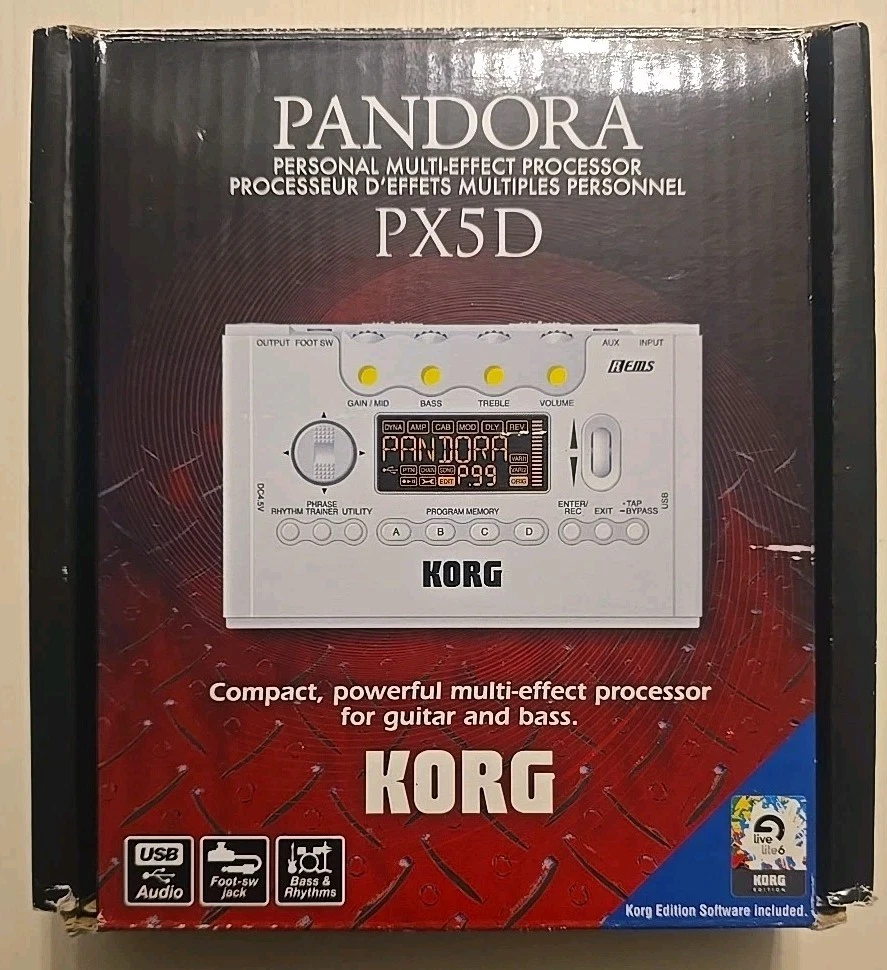 PANDORA
PERSONAL MULTI-EFFECT PROCESSOR
PROCESSEUR D'EFFETS MULTIPLES PERSONNEL
PX5D
OUTPUT FOOT SW AUX INPUT
REMS
GAIN / MID BASS TREBLE VOLUME
DYNA AMP CAB MOD DLY REV
PANDORA
VAR1
PTN CHAIN SONG P.99 VAR2
EDIT ORIG
DC4.5V
USB
RHYTHM PHRASE TRAINER UTILITY PROGRAM MEMORY ENTER/REC EXIT •TAP −BYPASS
A B C D
KORG
Compact, powerful multi-effect processor
for guitar and bass.
KORG
USB Audio
Foot-sw jack
Bass & Rhythms
live
lite6
KORG
EDITION
Korg Edition Software included.